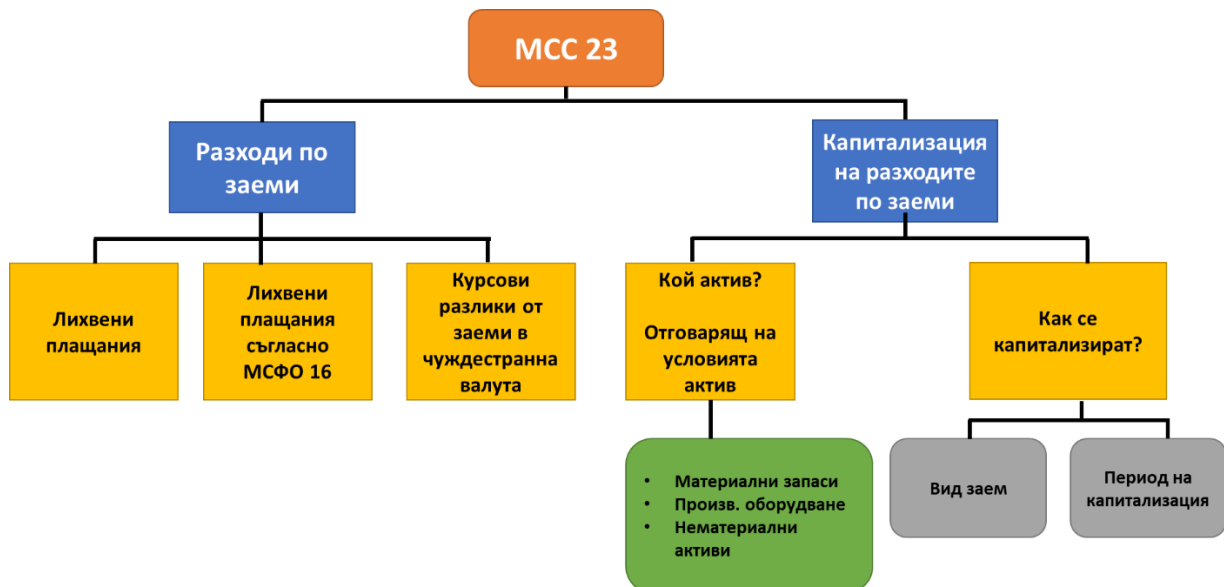 МСС 23
Разходи по
заеми
Капитализация
на разходите
по заеми
Лихвени
плащания
Лихвени
плащания
съгласно
МСФО 16
Курсови
разлики от
заеми в
чуждестранна
валута
Кой актив?
Отговарящ на
условията
актив
Как се
капитализират?
• Материални запаси
• Произв. оборудване
• Нематериални
активи
Вид заем
Период на
капитализация